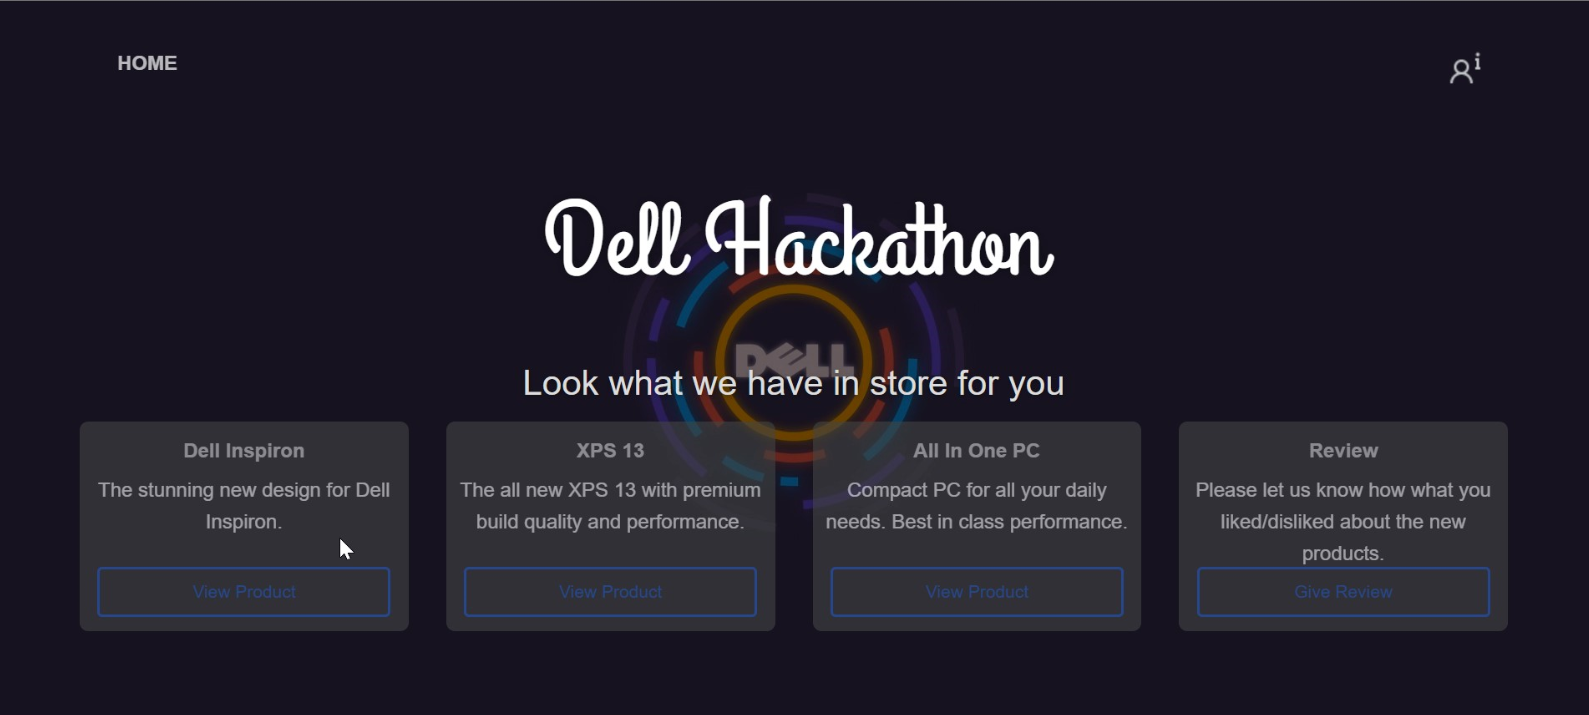 HOME
i
Dell Hackathon
DELL
Look what we have in store for you
Dell Inspiron
The stunning new design for Dell
Inspiron.
View Product
XPS 13
The all new XPS 13 with premium
build quality and performance.
View Product
All In One PC
Compact PC for all your daily
needs. Best in class performance.
View Product
Review
Please let us know how what you
liked/disliked about the new
products.
Give Review